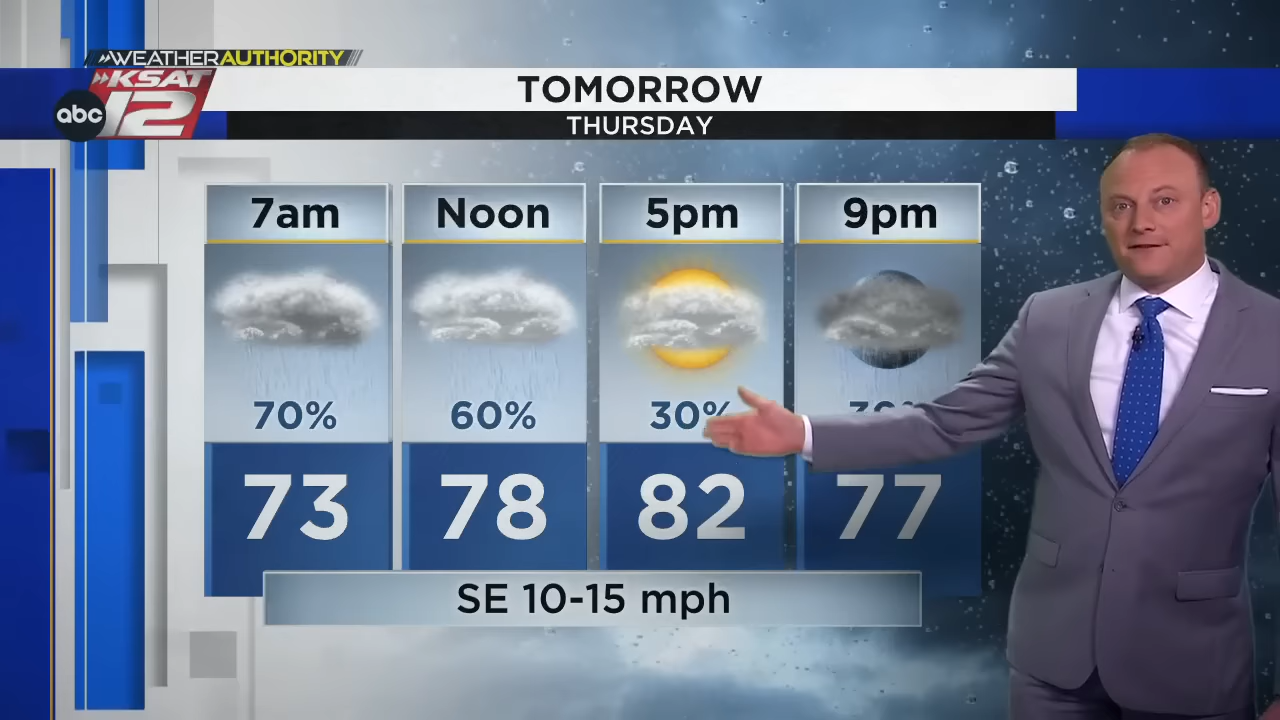 WEATHERAUTHORITY
KSAT
abc 12
TOMORROW
THURSDAY
7am Noon 5pm 9pm
70% 60% 30%
73 78 82 77
SE 10-15 mph